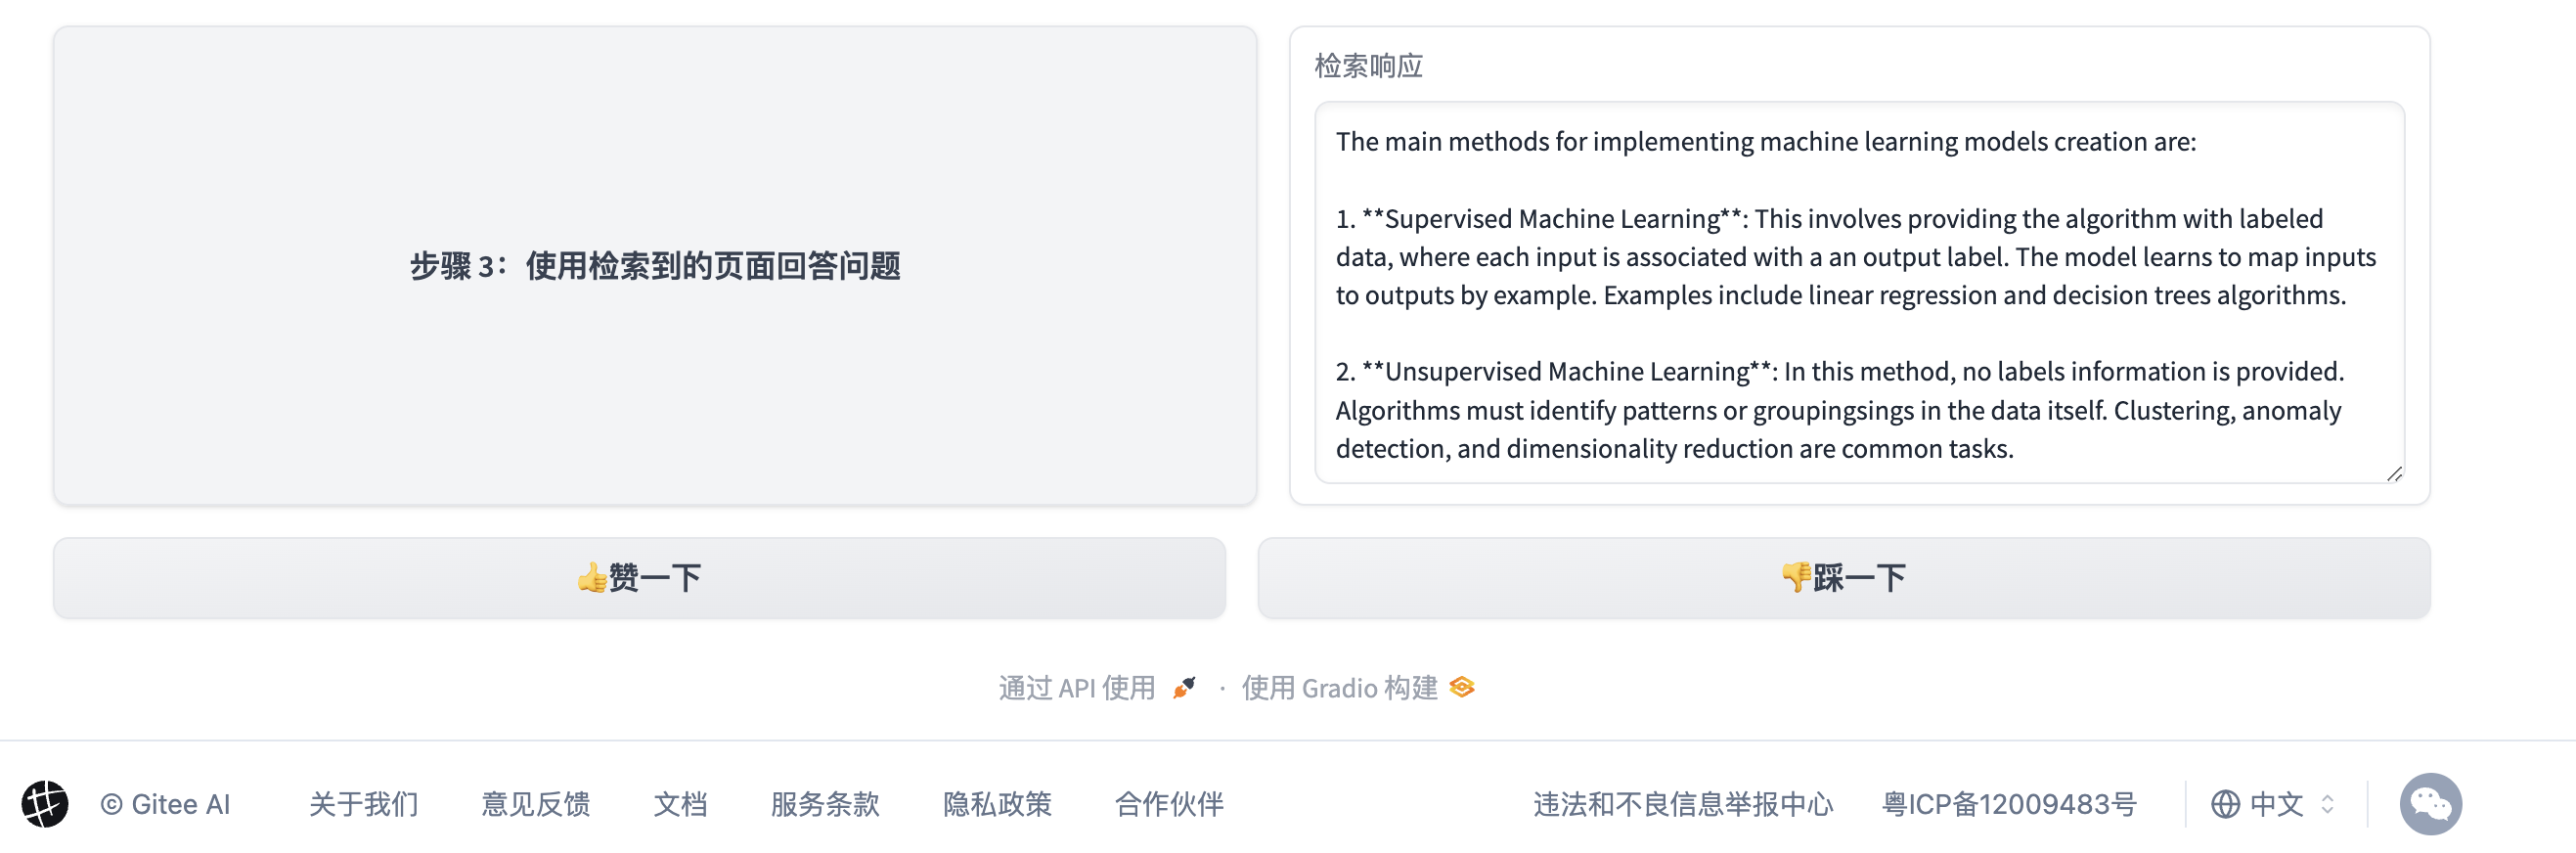 步骤 3：使用检索到的页面回答问题
检索响应
The main methods for implementing machine learning models creation are:
1. **Supervised Machine Learning**: This involves providing the algorithm with labeled
data, where each input is associated with a an output label. The model learns to map inputs
to outputs by example. Examples include linear regression and decision trees algorithms.
2. **Unsupervised Machine Learning**: In this method, no labels information is provided.
Algorithms must identify patterns or groupingsings in the data itself. Clustering, anomaly
detection, and dimensionality reduction are common tasks.
👍赞一下
👎踩一下
通过 API 使用 · 使用 Gradio 构建
© Gitee AI 关于我们 意见反馈 文档 服务条款 隐私政策 合作伙伴 违法和不良信息举报中心 粤ICP备12009483号 中文